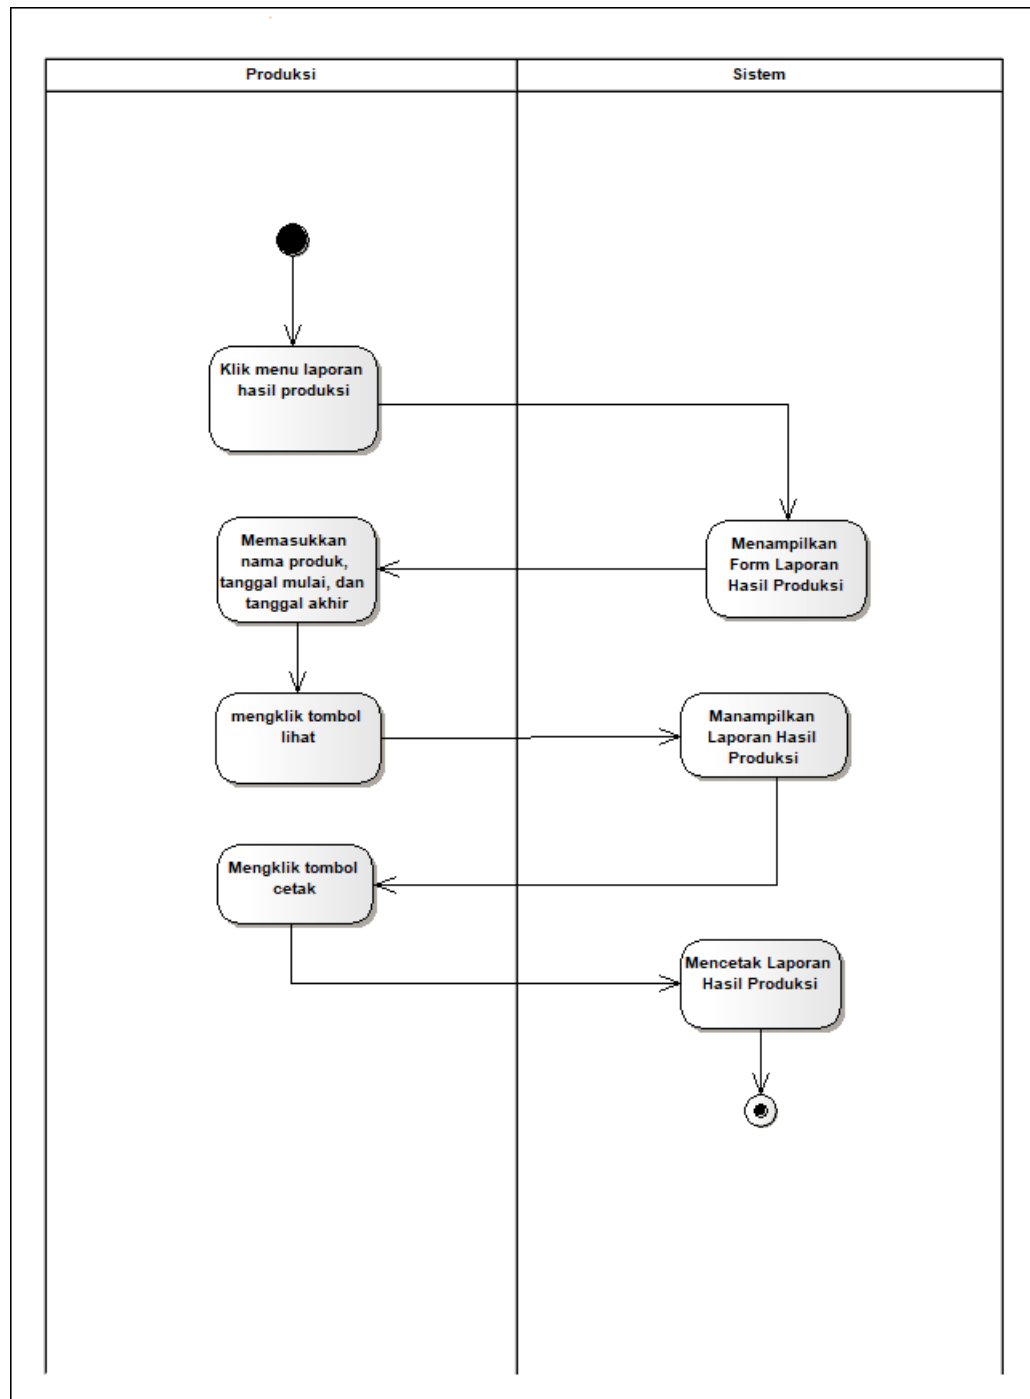 Produksi
Sistem
Klik menu laporan
hasil produksi
Menampilkan
Form Laporan
Hasil Produksi
Memasukkan
nama produk,
tanggal mulai, dan
tanggal akhir
mengklik tombol
lihat
Manampilkan
Laporan Hasil
Produksi
Mengklik tombol
cetak
Mencetak Laporan
Hasil Produksi